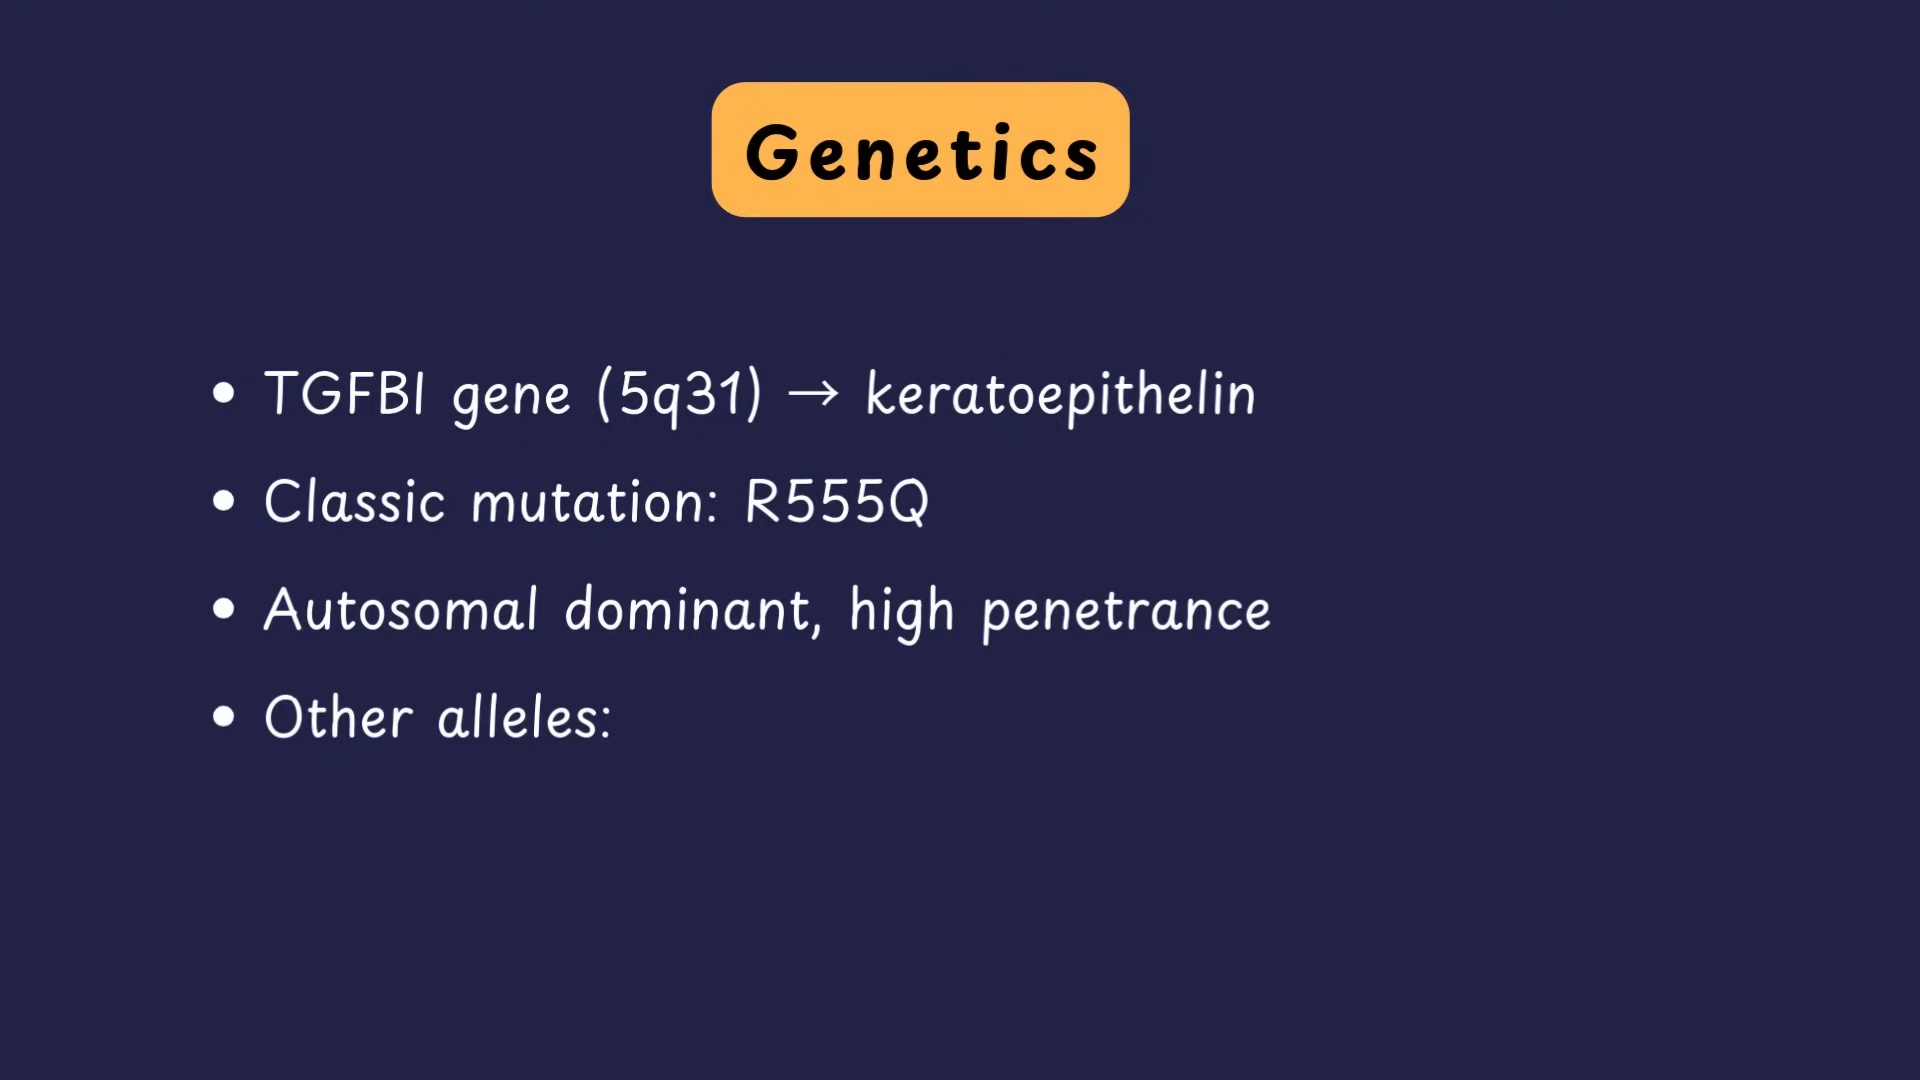 Genetics
• TGFBI gene (5q31) → keratoepithelin
• Classic mutation: R555Q
• Autosomal dominant, high penetrance
• Other alleles: